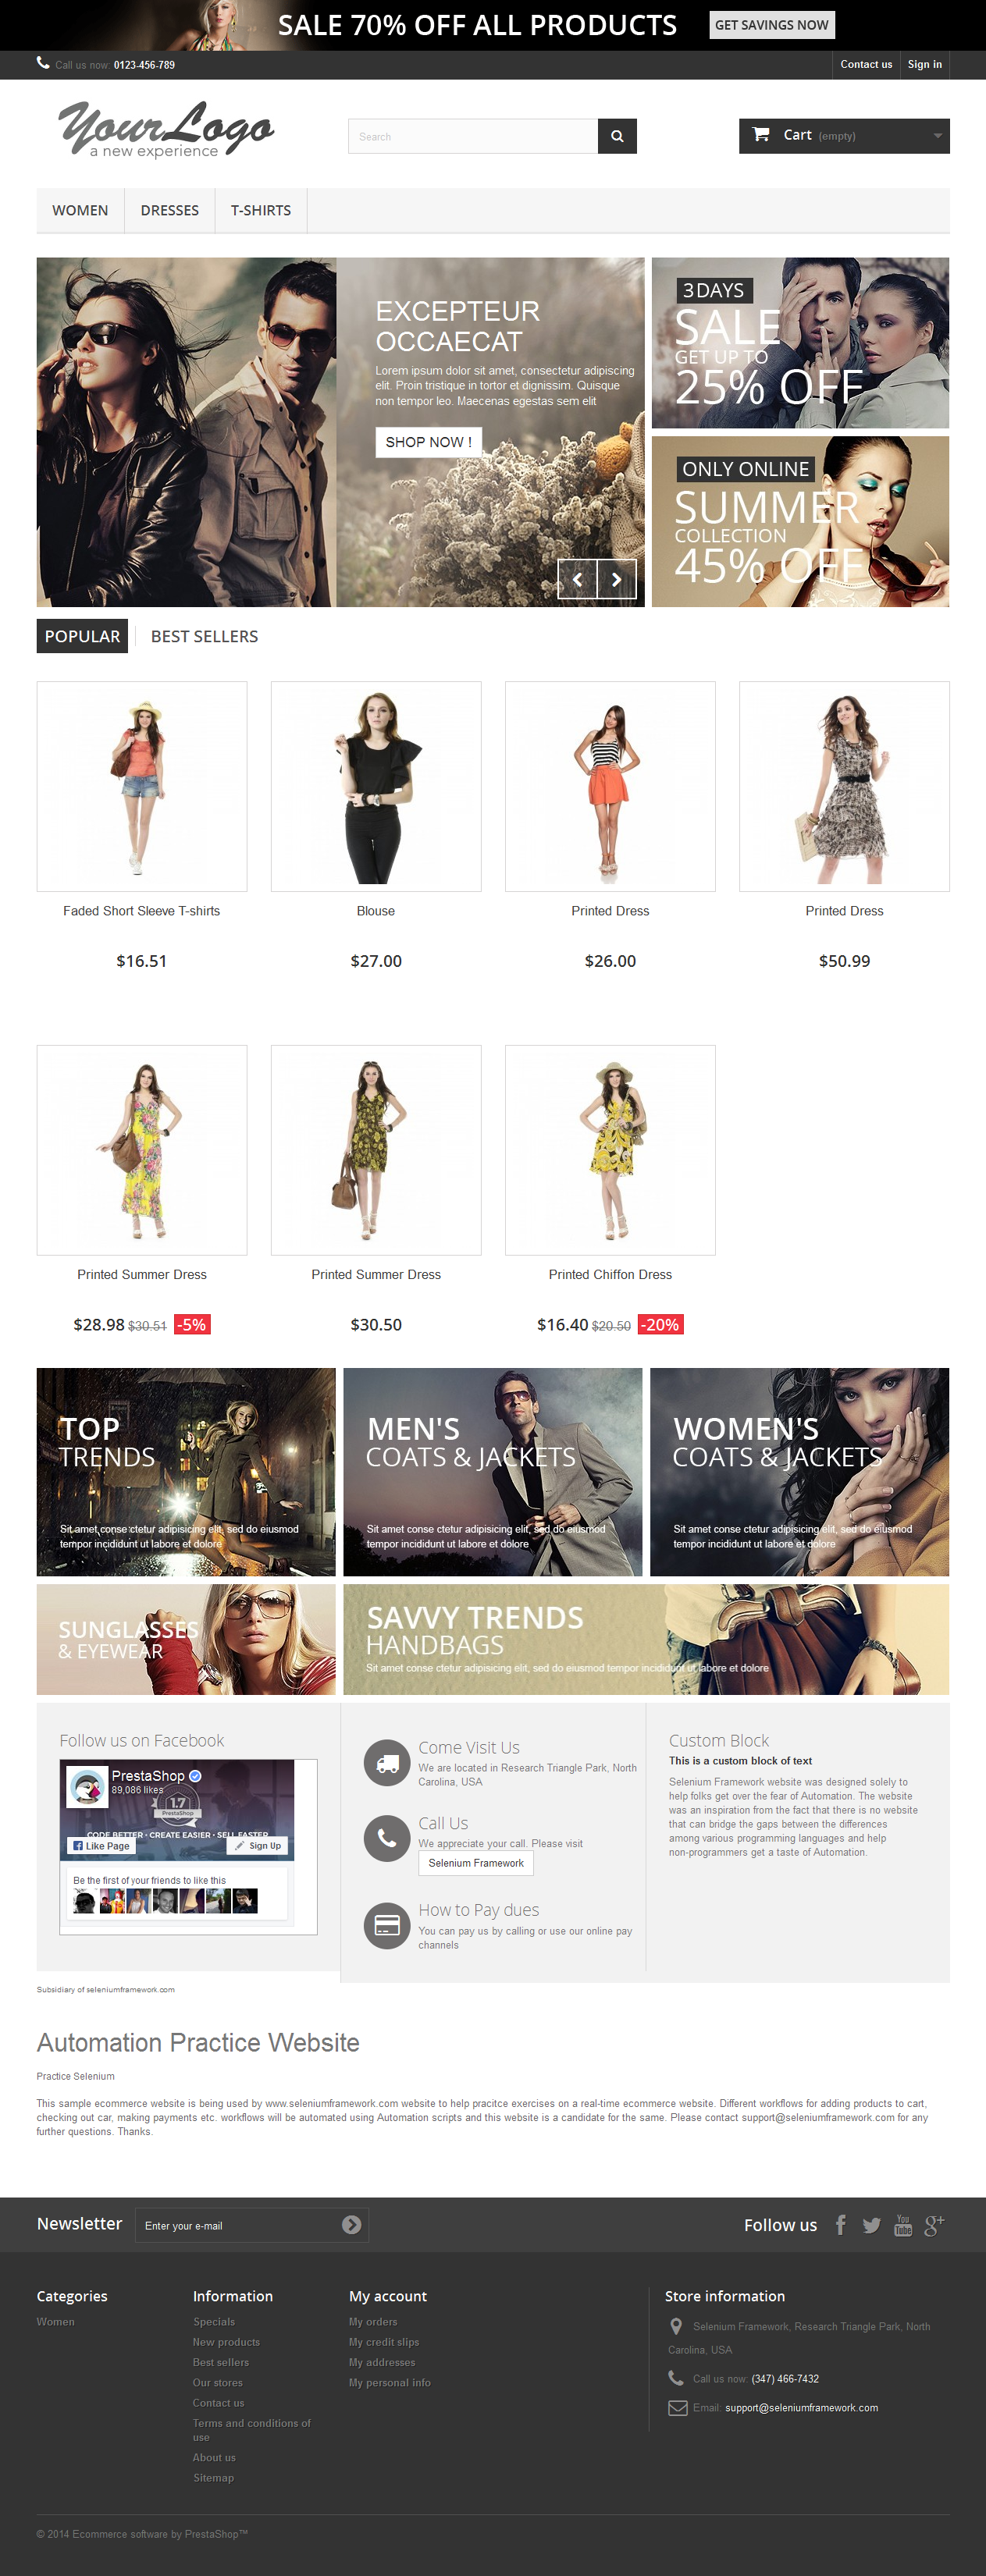 SALE 70% OFF ALL PRODUCTS
GET SAVINGS NOW
Call us now: 0123-456-789
Contact us
Sign in
YourLogo
a new experience
Search
Cart (empty)
WOMEN
DRESSES
T-SHIRTS
EXCEPTEUR
OCCAECAT
Lorem ipsum dolor sit amet, consectetur adipiscing
elit. Proin tristique in tortor et dignissim. Quisque
non tempor leo. Maecenas egestas sem elit
SHOP NOW !
3 DAYS
SALE
GET UP TO
25% OFF
ONLY ONLINE
SUMMER
COLLECTION
45% OFF
POPULAR
BEST SELLERS
Faded Short Sleeve T-shirts
$16.51
Blouse
$27.00
Printed Dress
$26.00
Printed Dress
$50.99
Printed Summer Dress
$28.98 $30.51 -5%
Printed Summer Dress
$30.50
Printed Chiffon Dress
$16.40 $20.50 -20%
TOP
TRENDS
Sit amet conse ctetur adipisicing elit, sed do eiusmod
tempor incididunt ut labore et dolore
MEN'S
COATS & JACKETS
Sit amet conse ctetur adipisicing elit, sed do eiusmod
tempor incididunt ut labore et dolore
WOMEN'S
COATS & JACKETS
Sit amet conse ctetur adipisicing elit, sed do eiusmod
tempor incididunt ut labore et dolore
SUNGLASSES
& EYEWEAR
SAVVY TRENDS
HANDBAGS
Sit amet conse ctetur adipisicing elit, sed do eiusmod tempor incididunt ut labore et dolore
Follow us on Facebook
PrestaShop
89,086 likes
1.7
PrestaShop
CODE BETTER • CREATE EASIER • SELL FASTER
Like Page
Sign Up
Be the first of your friends to like this
Come Visit Us
We are located in Research Triangle Park, North
Carolina, USA
Call Us
We appreciate your call. Please visit
Selenium Framework
How to Pay dues
You can pay us by calling or use our online pay
channels
Custom Block
This is a custom block of text
Selenium Framework website was designed solely to
help folks get over the fear of Automation. The website
was an inspiration from the fact that there is no website
that can bridge the gaps between the differences
among various programming languages and help
non-programmers get a taste of Automation.
Subsidiary of seleniumframework.com
Automation Practice Website
Practice Selenium
This sample ecommerce website is being used by www.seleniumframework.com website to help pracitce exercises on a real-time ecommerce website. Different workflows for adding products to cart,
checking out car, making payments etc. workflows will be automated using Automation scripts and this website is a candidate for the same. Please contact support@seleniumframework.com for any
further questions. Thanks.
Newsletter
Enter your e-mail
Follow us
You
Tube
g+
Categories
Women
Information
Specials
New products
Best sellers
Our stores
Contact us
Terms and conditions of
use
About us
Sitemap
My account
My orders
My credit slips
My addresses
My personal info
Store information
Selenium Framework, Research Triangle Park, North
Carolina, USA
Call us now: (347) 466-7432
Email: support@seleniumframework.com
© 2014 Ecommerce software by PrestaShop™